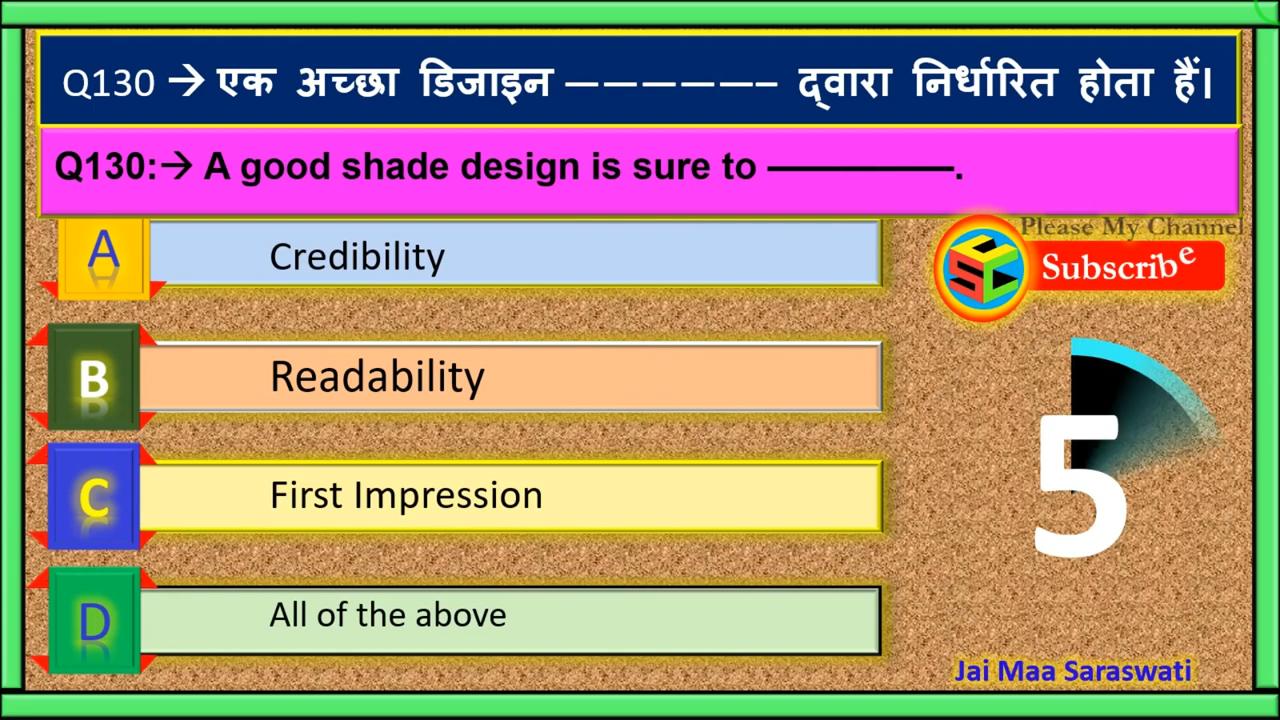 Q130 → एक अच्छा डिजाइन —————– द्वारा निर्धारित होता हैं।
Q130:→ A good shade design is sure to —————.
A Credibility
Please My Channel
SSC Subscribe
B Readability
C First Impression
5
D All of the above
Jai Maa Saraswati